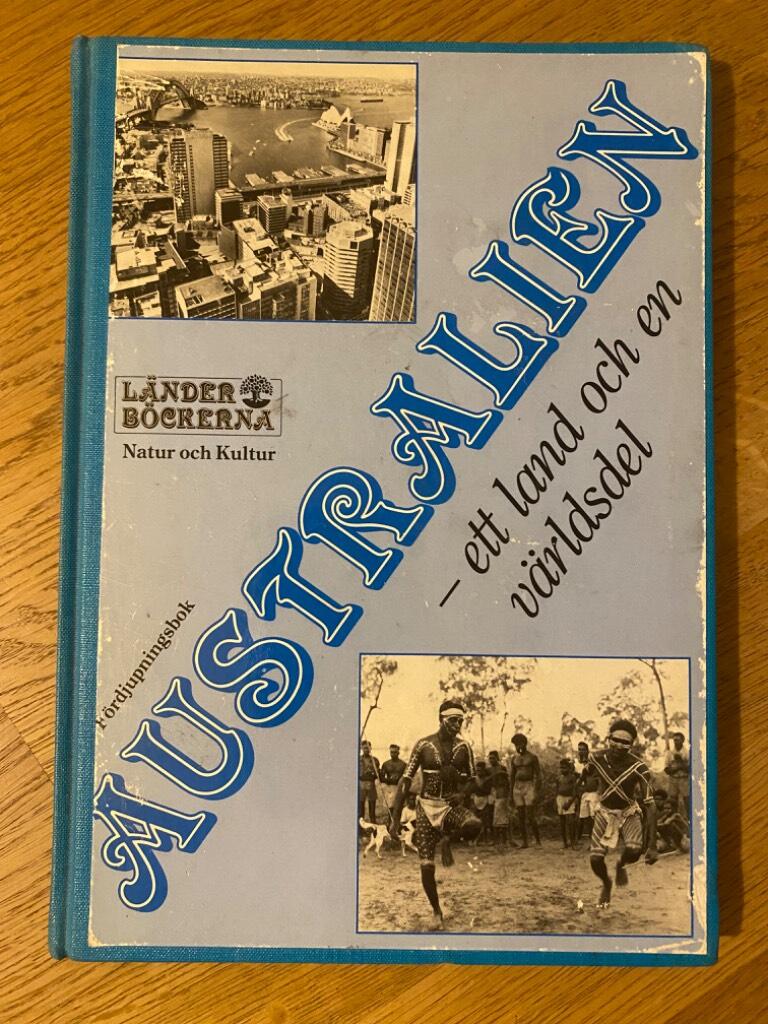 LÄNDER
BÖCKERNA
Natur och Kultur
Fördjupningsbok
AUSTRALIEN
– ett land och en
världsdel